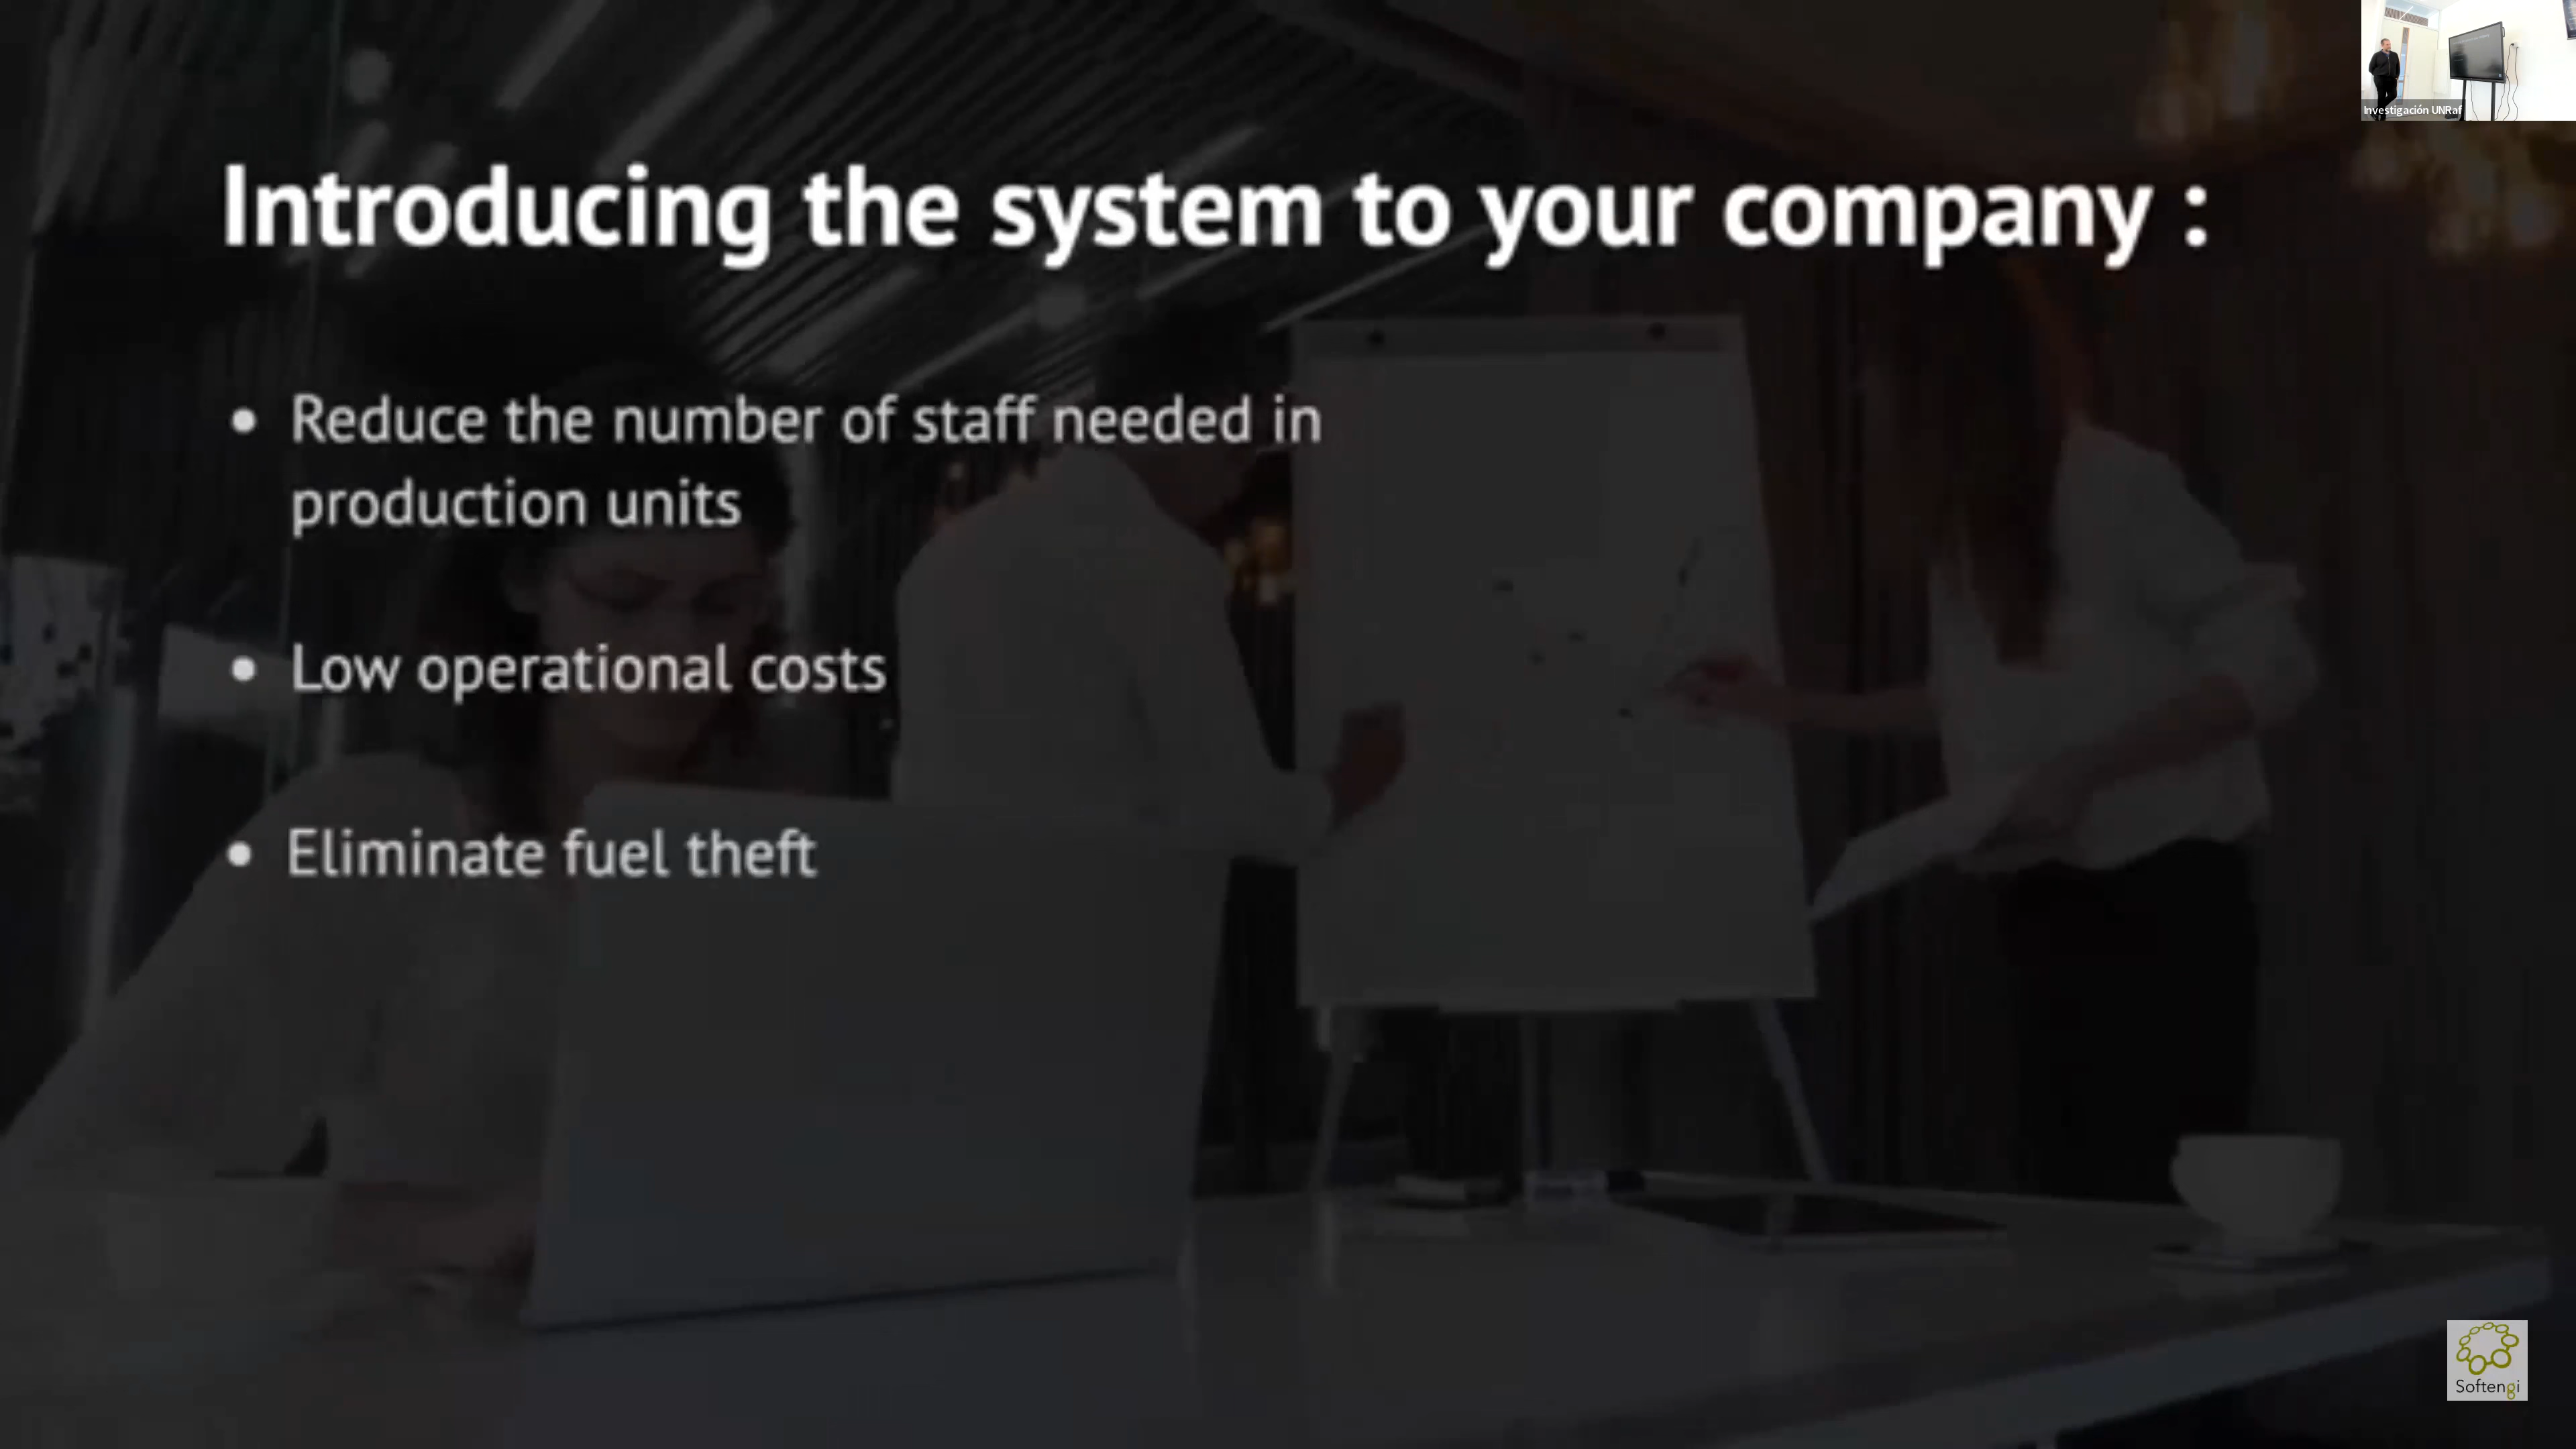 Investigación UNRaf
Introducing the system to your company :
• Reduce the number of staff needed in
production units
• Low operational costs
• Eliminate fuel theft
Softengi